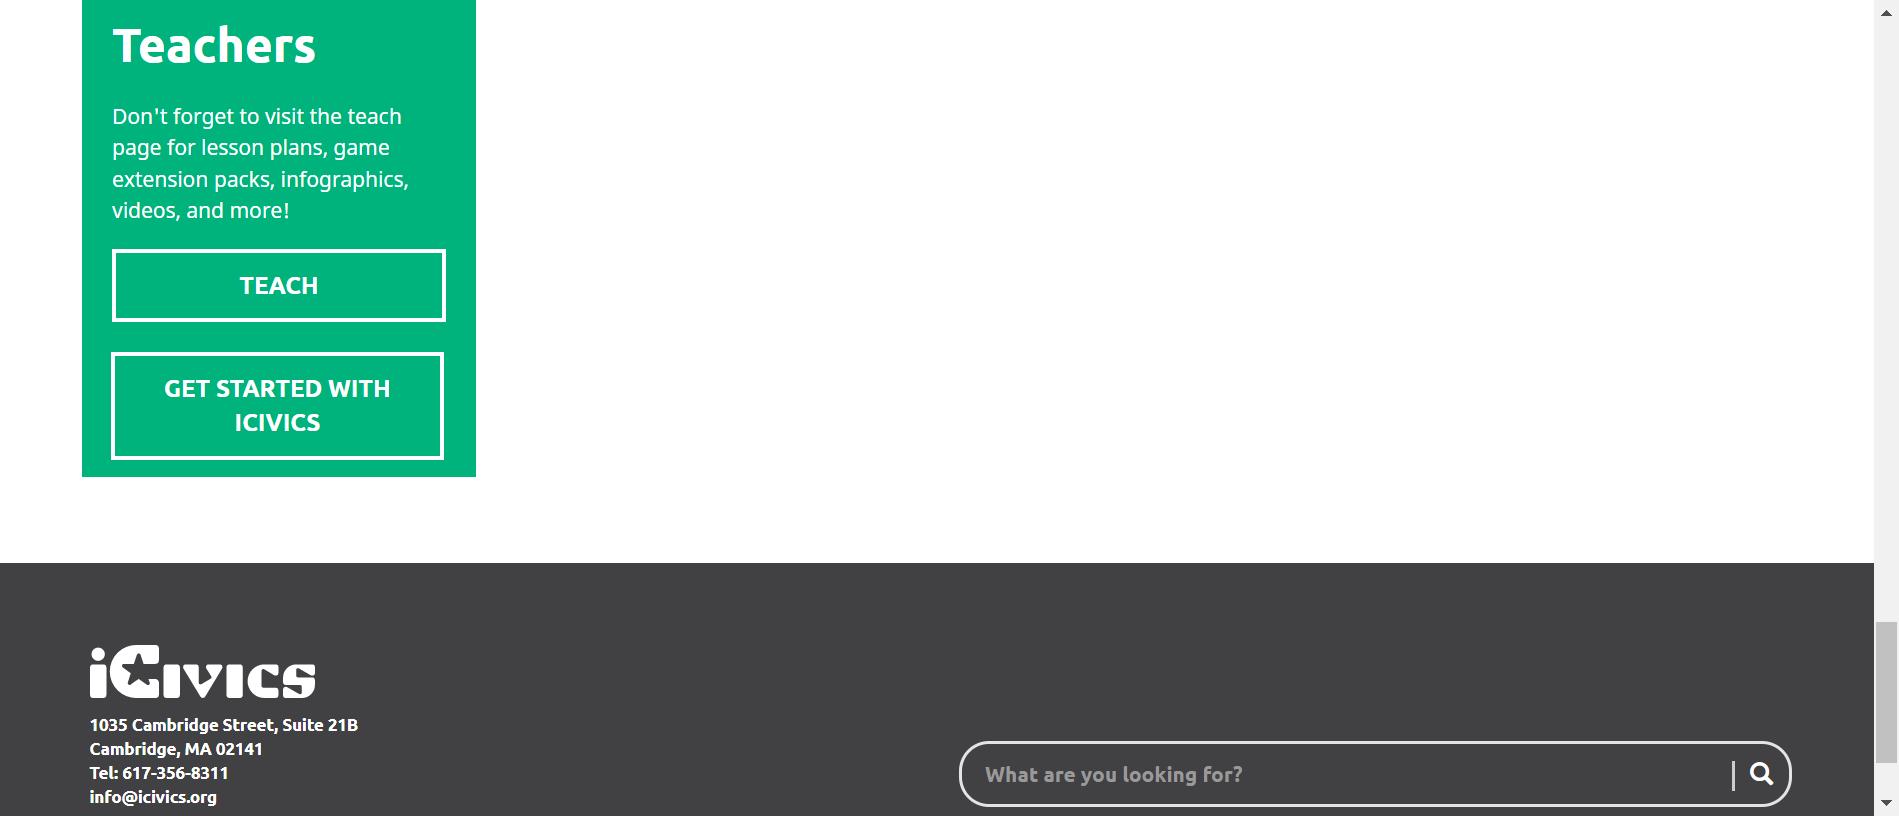 Teachers
Don't forget to visit the teach
page for lesson plans, game
extension packs, infographics,
videos, and more!
TEACH
GET STARTED WITH
ICIVICS
iCivics
1035 Cambridge Street, Suite 21B
Cambridge, MA 02141
Tel: 617-356-8311
info@icivics.org
What are you looking for?